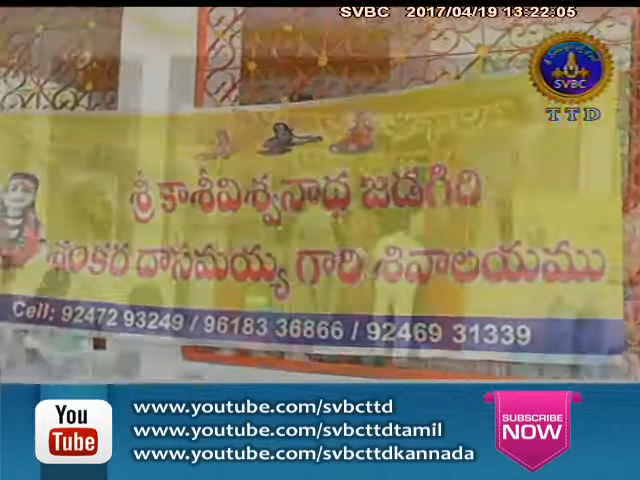 SVBC 2017/04/19 13:22:05
SVBC
TTD
శ్రీ కాశీవిశ్వనాథ జడగిరి
శంకర దాసమయ్య గారి శివాలయము
Cell: 92472 93249 / 96183 36866 / 92469 31339
You
Tube
www.youtube.com/svbcttd
www.youtube.com/svbcttdtamil
www.youtube.com/svbcttdkannada
SUBSCRIBE
NOW